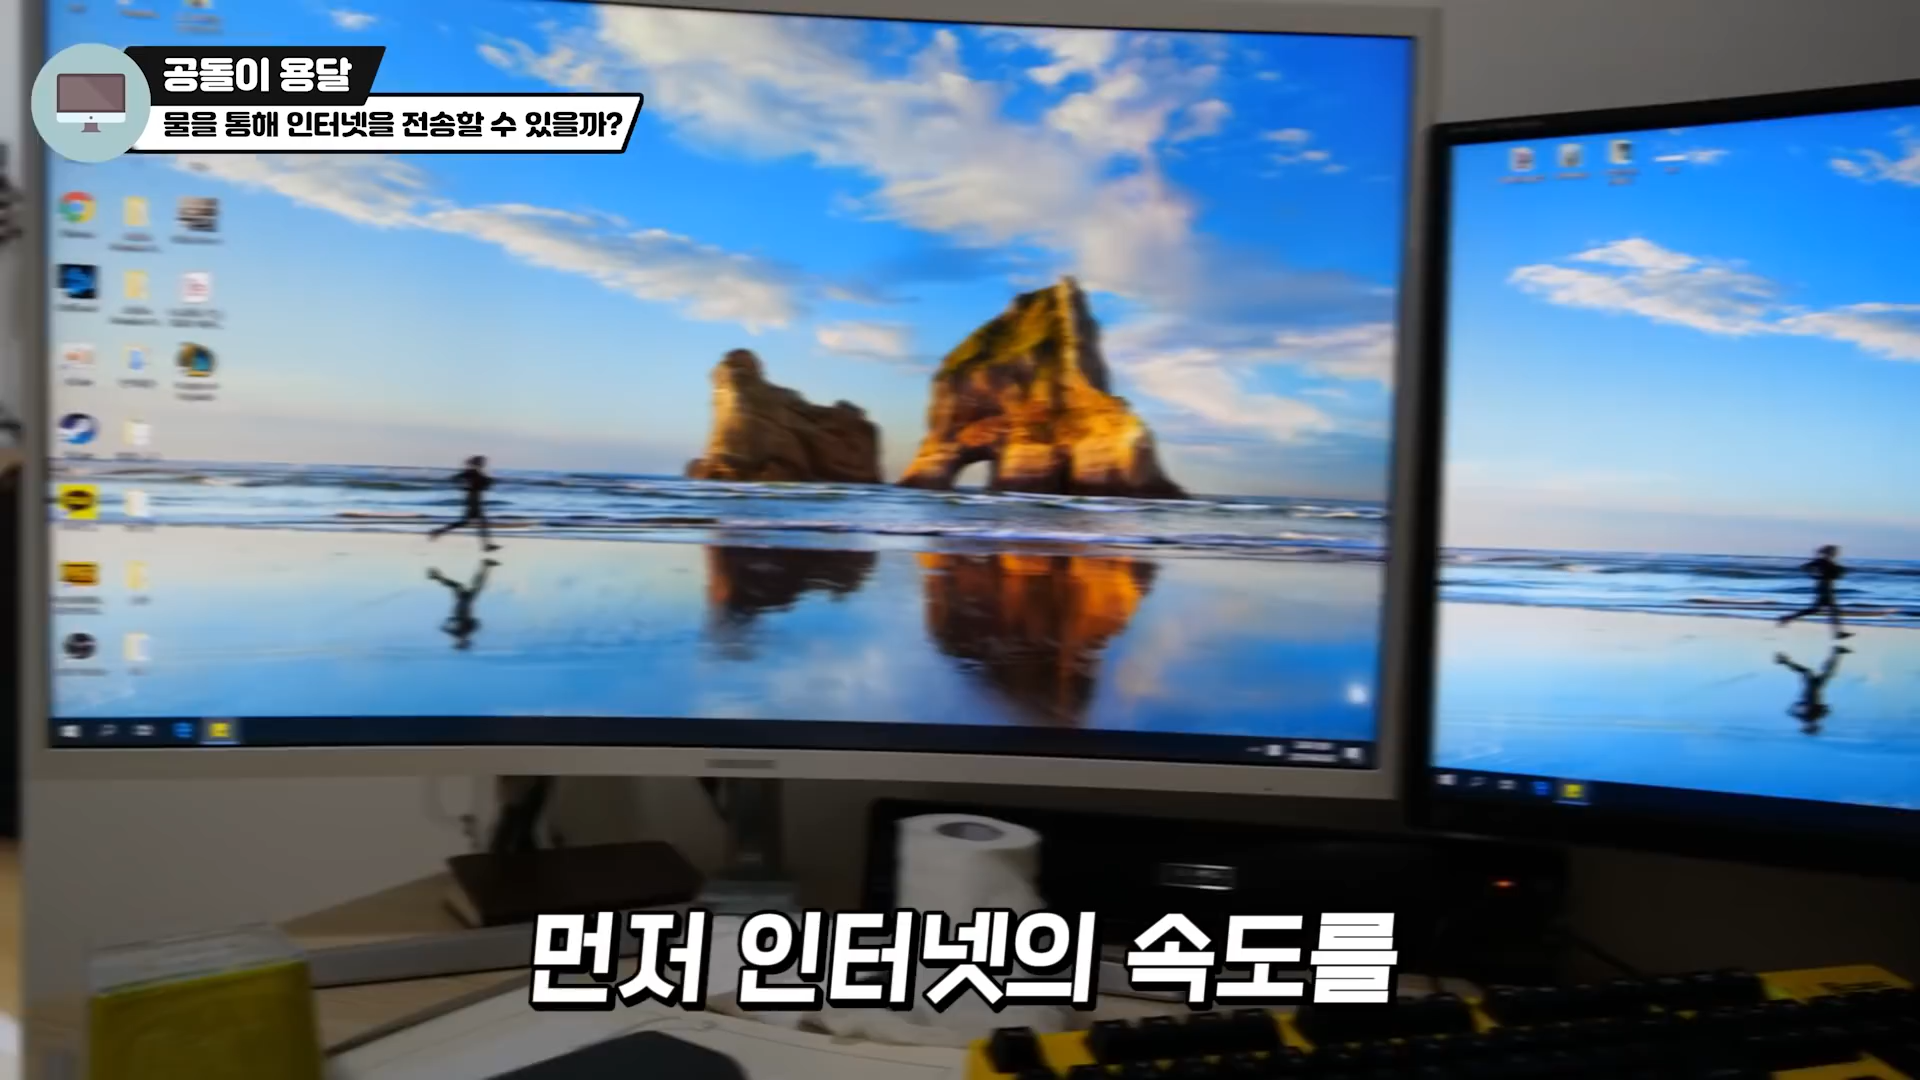 공돌이 용달
물을 통해 인터넷을 전송할 수 있을까?
먼저 인터넷의 속도를